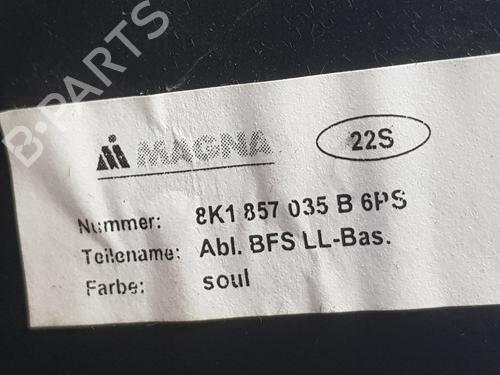 B-PARTS
MAGNA
22S
Nummer: 8K1 857 035 B 6PS
Teilename: Abl. BFS LL-Bas.
Farbe: soul